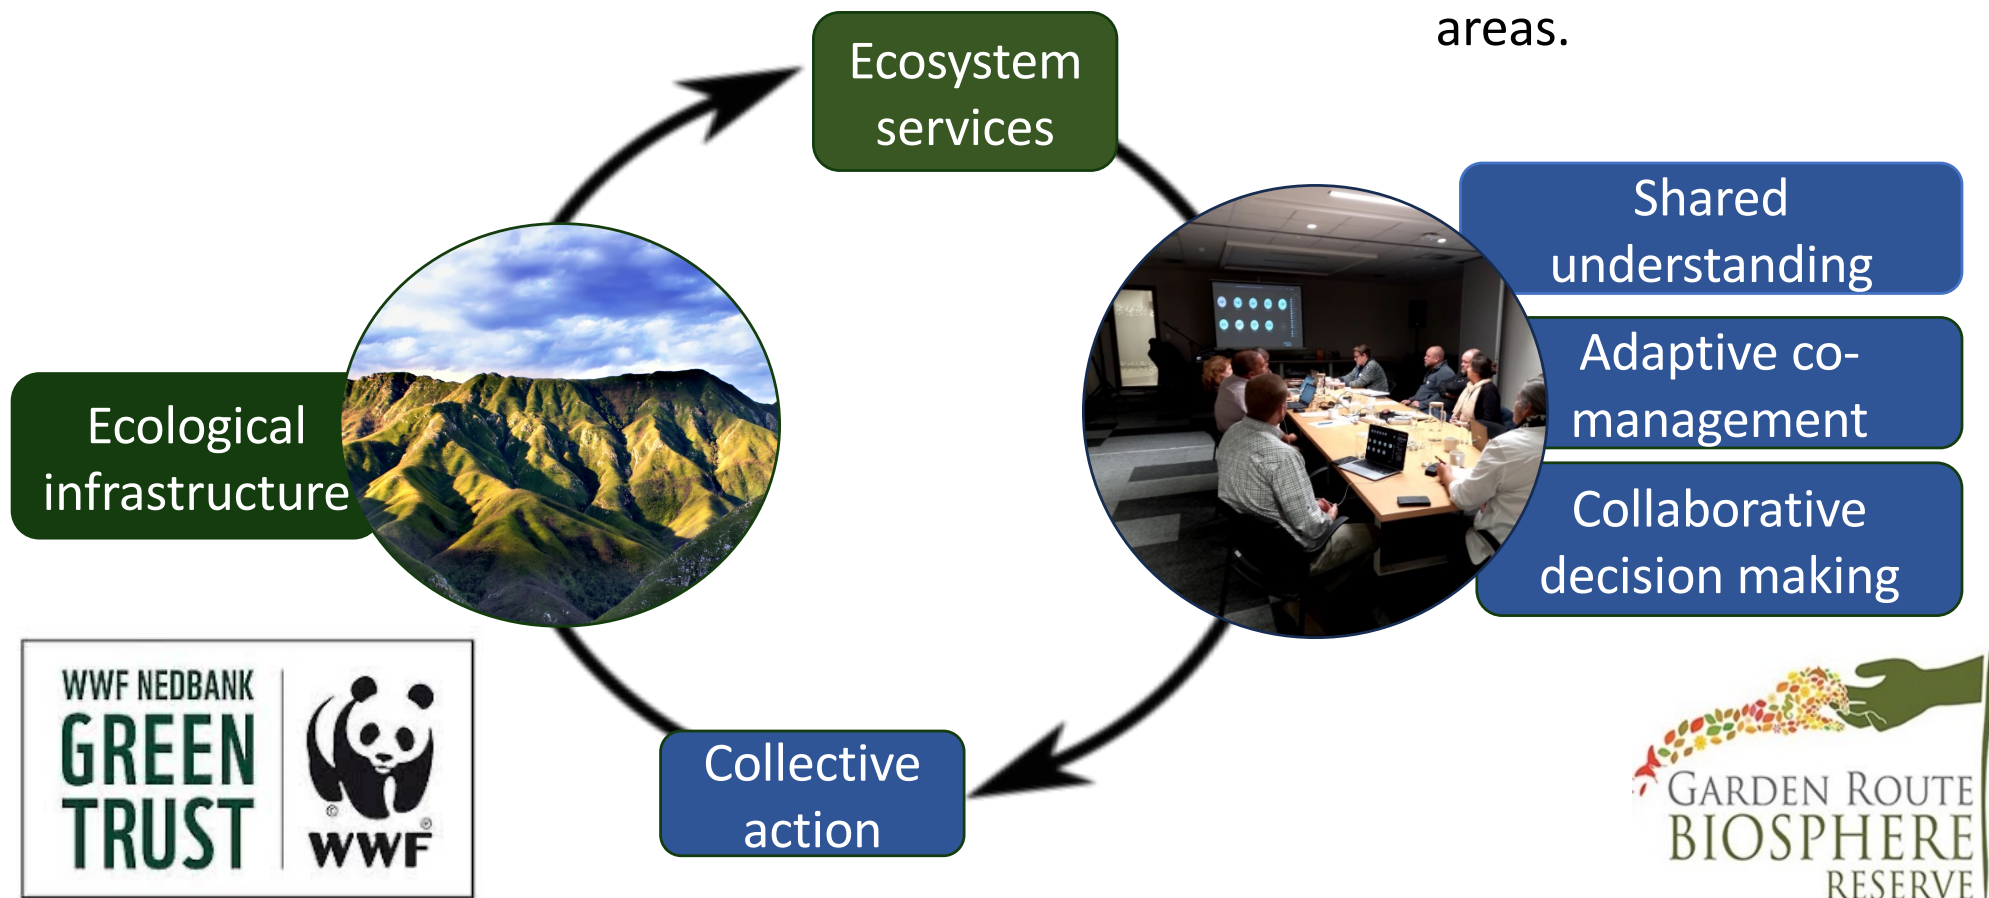 areas.
Ecosystem
services
Shared
understanding
Adaptive co-
management
Ecological
infrastructure
Collaborative
decision making
Collective
action
WWF NEDBANK
GREEN
TRUST
©
WWF
®
GARDEN ROUTE
BIOSPHERE
RESERVE